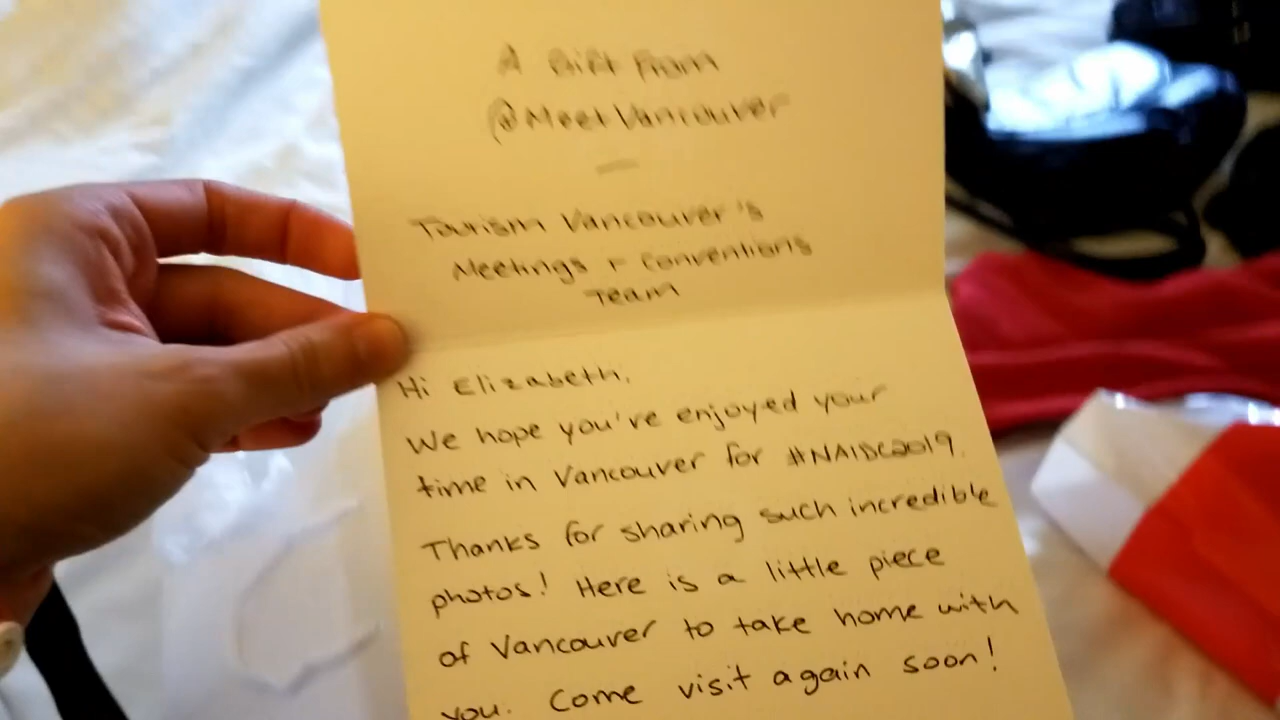 A Gift From
@MeetVancouver
—
Tourism Vancouver's
Meetings + Conventions
Team
Hi Elizabeth,
We hope you've enjoyed your
time in Vancouver for #NAIDC2019.
Thanks for sharing such incredible
photos! Here is a little piece
of Vancouver to take home with
you. Come visit again soon!